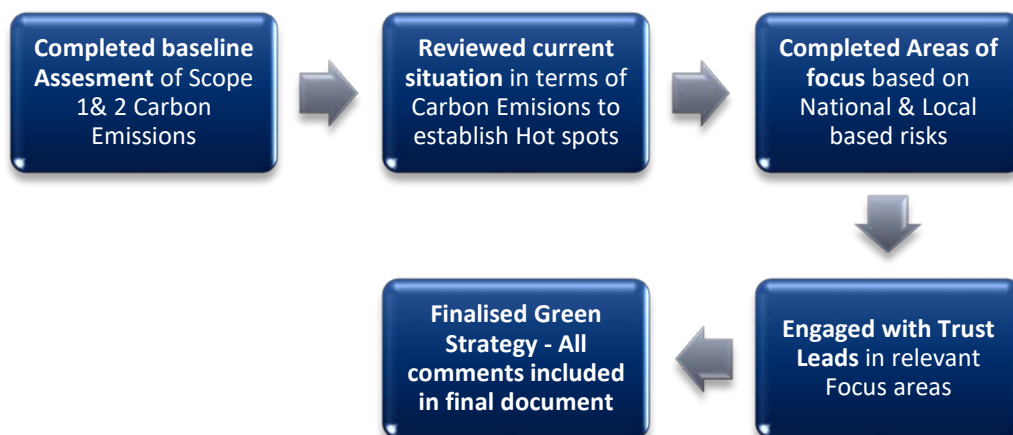 Completed baseline
Assesment of Scope
1& 2 Carbon
Emissions
Reviewed current
situation in terms of
Carbon Emisions to
establish Hot spots
Completed Areas of
focus based on
National & Local
based risks
Engaged with Trust
Leads in relevant
Focus areas
Finalised Green
Strategy - All
comments included
in final document